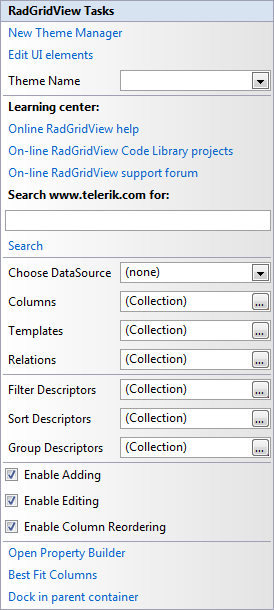 RadGridView Tasks
New Theme Manager
Edit UI elements
Theme Name
Learning center:
Online RadGridView help
On-line RadGridView Code Library projects
On-line RadGridView support forum
Search www.telerik.com for:
Search
Choose DataSource (none)
Columns (Collection) ...
Templates (Collection) ...
Relations (Collection) ...
Filter Descriptors (Collection) ...
Sort Descriptors (Collection) ...
Group Descriptors (Collection) ...
Enable Adding
Enable Editing
Enable Column Reordering
Open Property Builder
Best Fit Columns
Dock in parent container